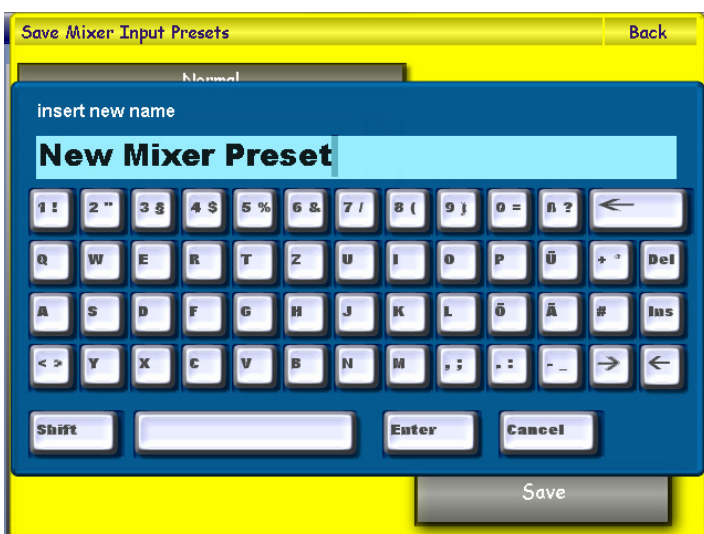 Save Mixer Input Presets Back
Normal
insert new name
New Mixer Preset
1 ! 2 " 3 § 4 $ 5 % 6 & 7 / 8 ( 9 ) 0 = ß ? ←
Q W E R T Z U I O P Ü + * Del
A S D F G H J K L Ö Ä # Ins
< > Y X C V B N M , ; . : - _ → ←
Shift Enter Cancel
Save